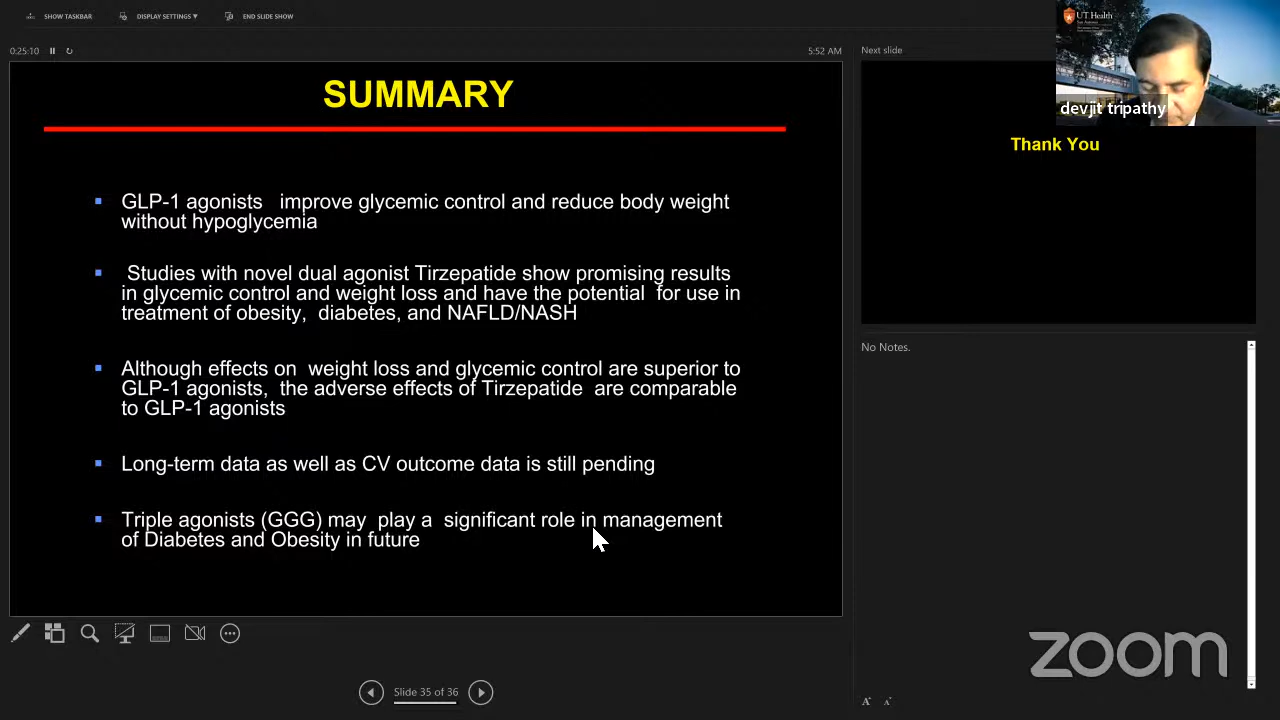 SHOW TASKBAR
DISPLAY SETTINGS ▼
END SLIDE SHOW
0:25:10
5:52 AM
SUMMARY
▪ GLP-1 agonists improve glycemic control and reduce body weight
without hypoglycemia
▪ Studies with novel dual agonist Tirzepatide show promising results
in glycemic control and weight loss and have the potential for use in
treatment of obesity, diabetes, and NAFLD/NASH
▪ Although effects on weight loss and glycemic control are superior to
GLP-1 agonists, the adverse effects of Tirzepatide are comparable
to GLP-1 agonists
▪ Long-term data as well as CV outcome data is still pending
▪ Triple agonists (GGG) may play a significant role in management
of Diabetes and Obesity in future
Slide 35 of 36
Next slide
UT Health
devjit tripathy
Thank You
No Notes.
zoom
A A